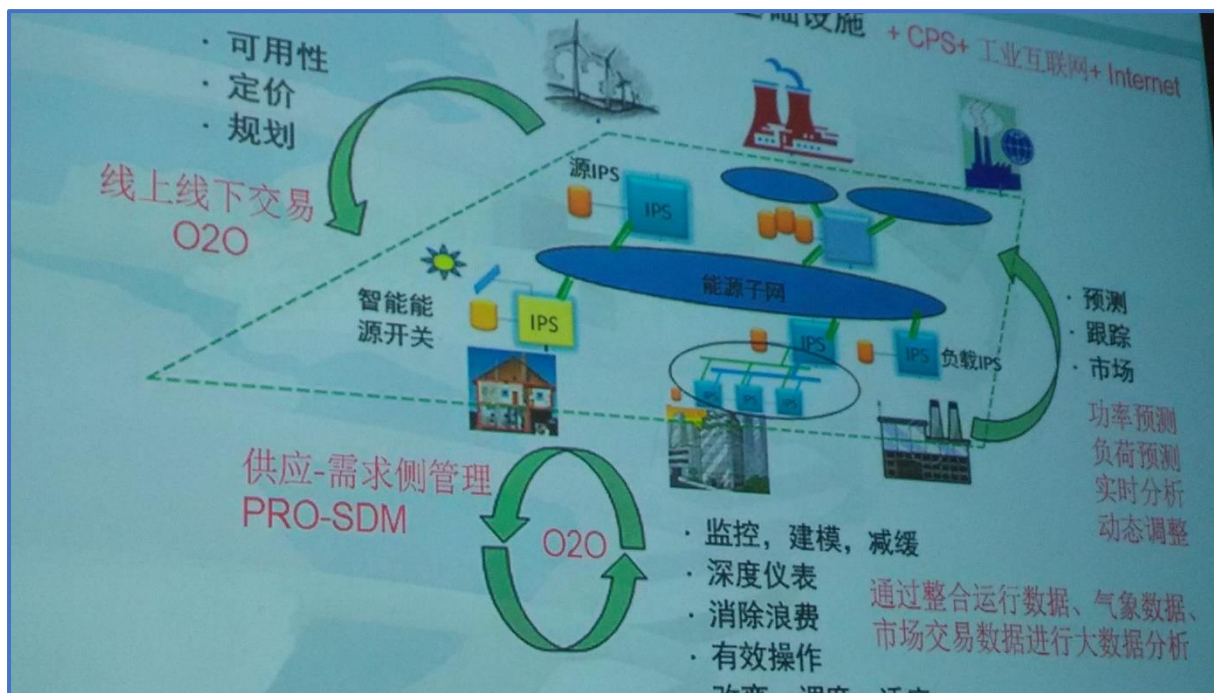 础设施 + CPS+ 工业互联网+ Internet
· 可用性
· 定价
· 规划
线上线下交易
O2O
源IPS
IPS
能源子网
智能能
源开关
IPS
IPS
IPS
负载IPS
IPS
IPS
IPS
· 预测
· 跟踪
· 市场
功率预测
负荷预测
实时分析
动态调整
供应-需求侧管理
PRO-SDM
O2O
· 监控，建模，减缓
· 深度仪表
· 消除浪费
· 有效操作
通过整合运行数据、气象数据、
市场交易数据进行大数据分析